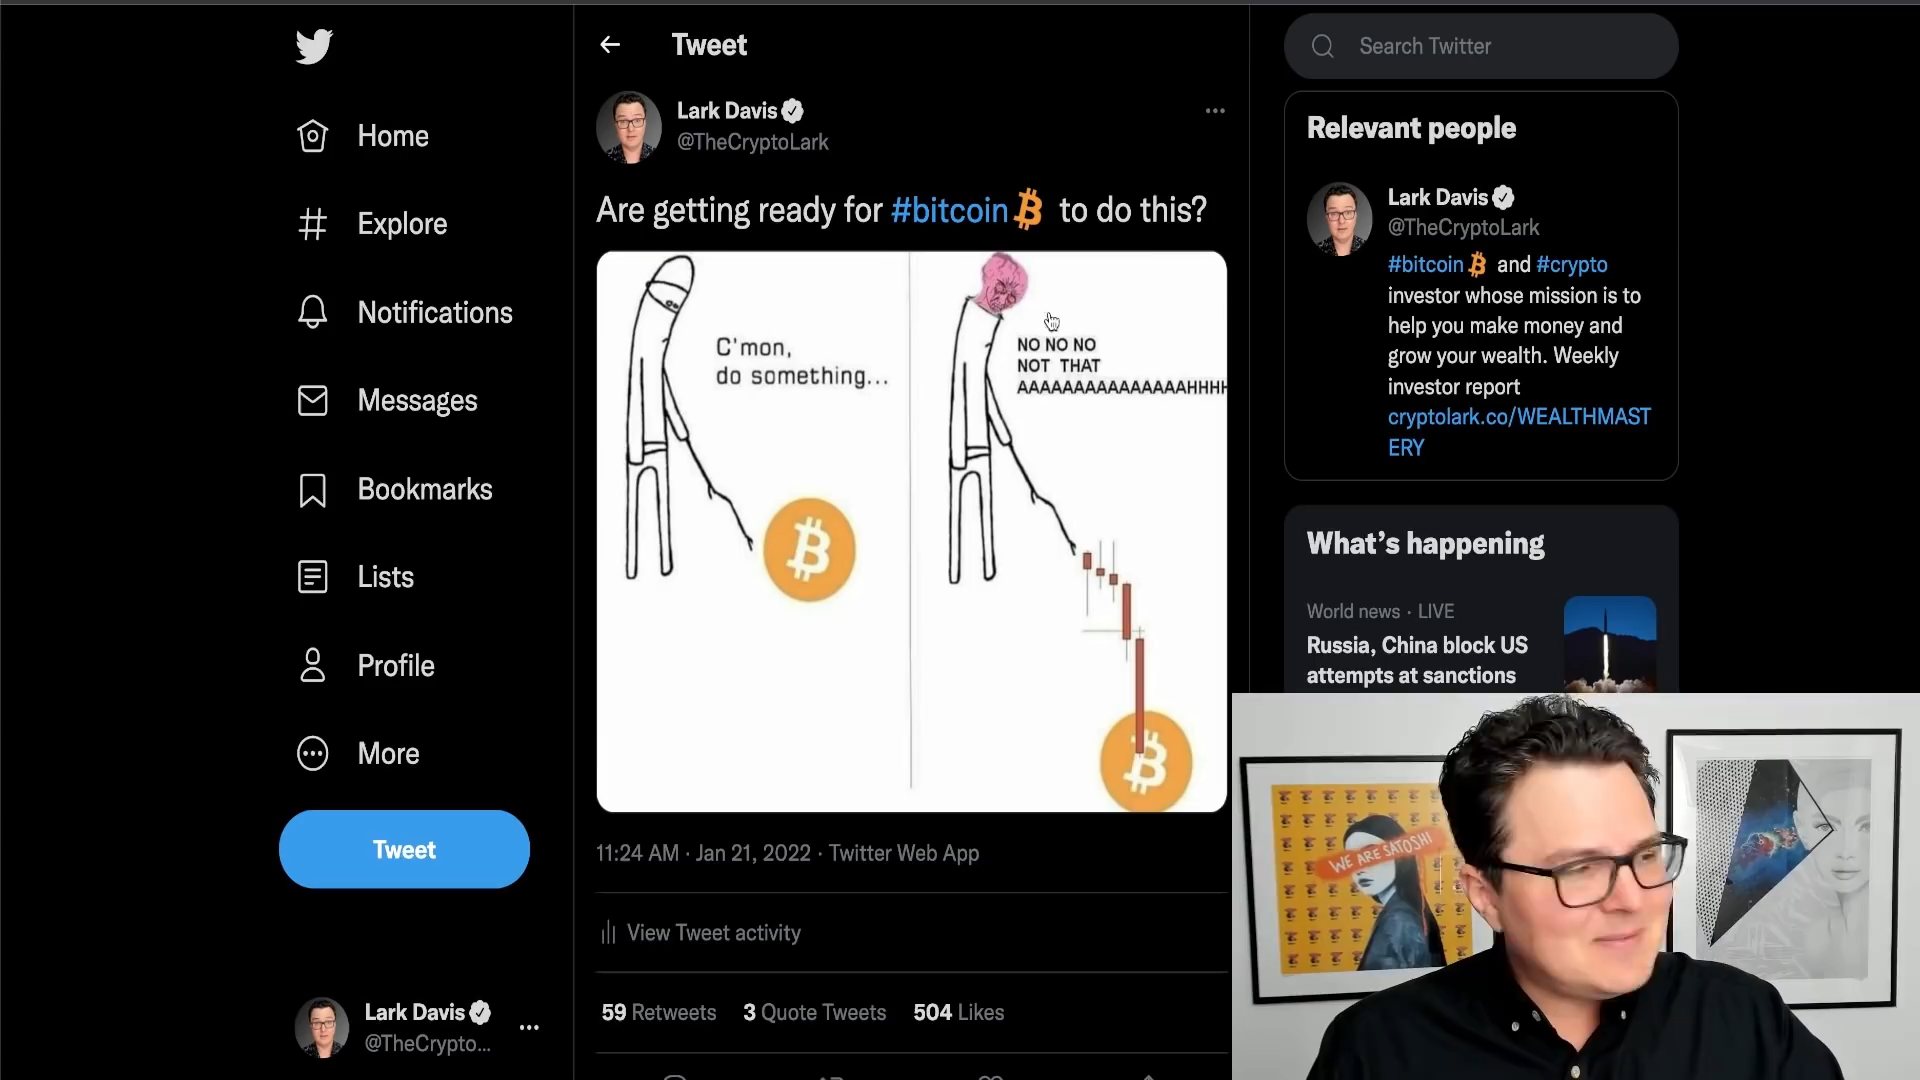 Home
Explore
Notifications
Messages
Bookmarks
Lists
Profile
More
Tweet
Lark Davis
@TheCrypto...
Tweet
Lark Davis
@TheCryptoLark
Are getting ready for #bitcoin to do this?
C'mon,
do something...
NO NO NO
NOT THAT
AAAAAAAAAAAAAAAHHHH
11:24 AM · Jan 21, 2022 · Twitter Web App
View Tweet activity
59 Retweets 3 Quote Tweets 504 Likes
Search Twitter
Relevant people
Lark Davis
@TheCryptoLark
#bitcoin and #crypto
investor whose mission is to
help you make money and
grow your wealth. Weekly
investor report
cryptolark.co/WEALTHMAST
ERY
What's happening
World news · LIVE
Russia, China block US
attempts at sanctions
WE ARE SATOSHI